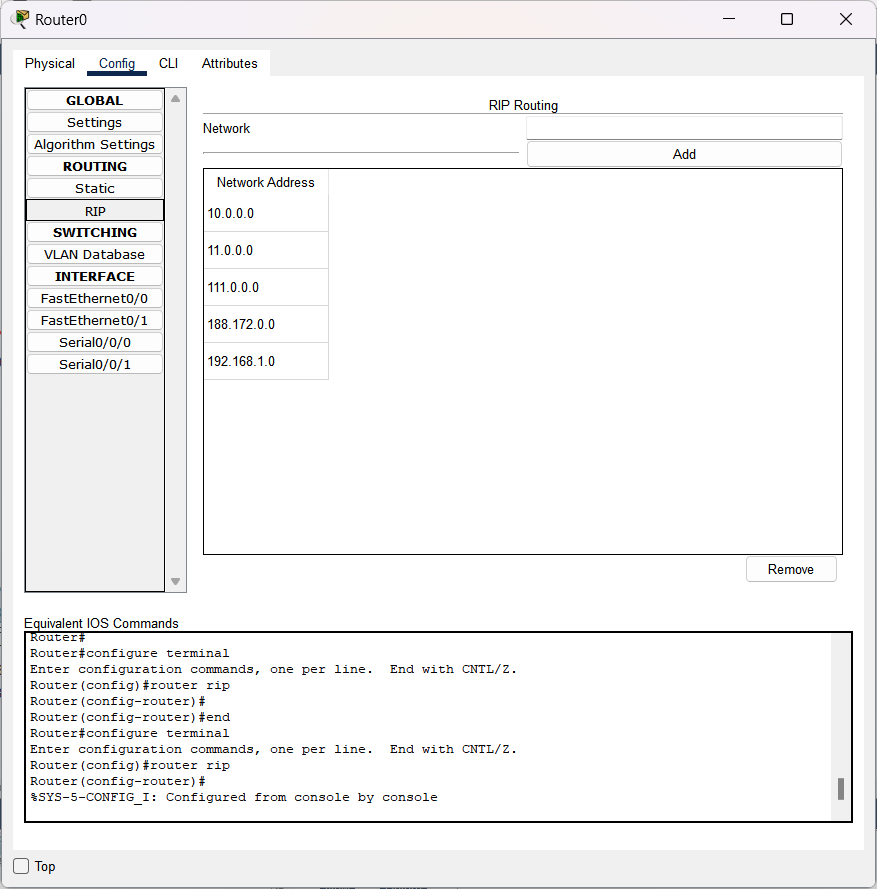 Router0
Physical Config CLI Attributes
GLOBAL
Settings
Algorithm Settings
ROUTING
Static
RIP
SWITCHING
VLAN Database
INTERFACE
FastEthernet0/0
FastEthernet0/1
Serial0/0/0
Serial0/0/1
RIP Routing
Network
Add
Network Address
10.0.0.0
11.0.0.0
111.0.0.0
188.172.0.0
192.168.1.0
Remove
Equivalent IOS Commands
Router#
Router#configure terminal
Enter configuration commands, one per line.  End with CNTL/Z.
Router(config)#router rip
Router(config-router)#
Router(config-router)#end
Router#configure terminal
Enter configuration commands, one per line.  End with CNTL/Z.
Router(config)#router rip
Router(config-router)#
%SYS-5-CONFIG_I: Configured from console by console
Top